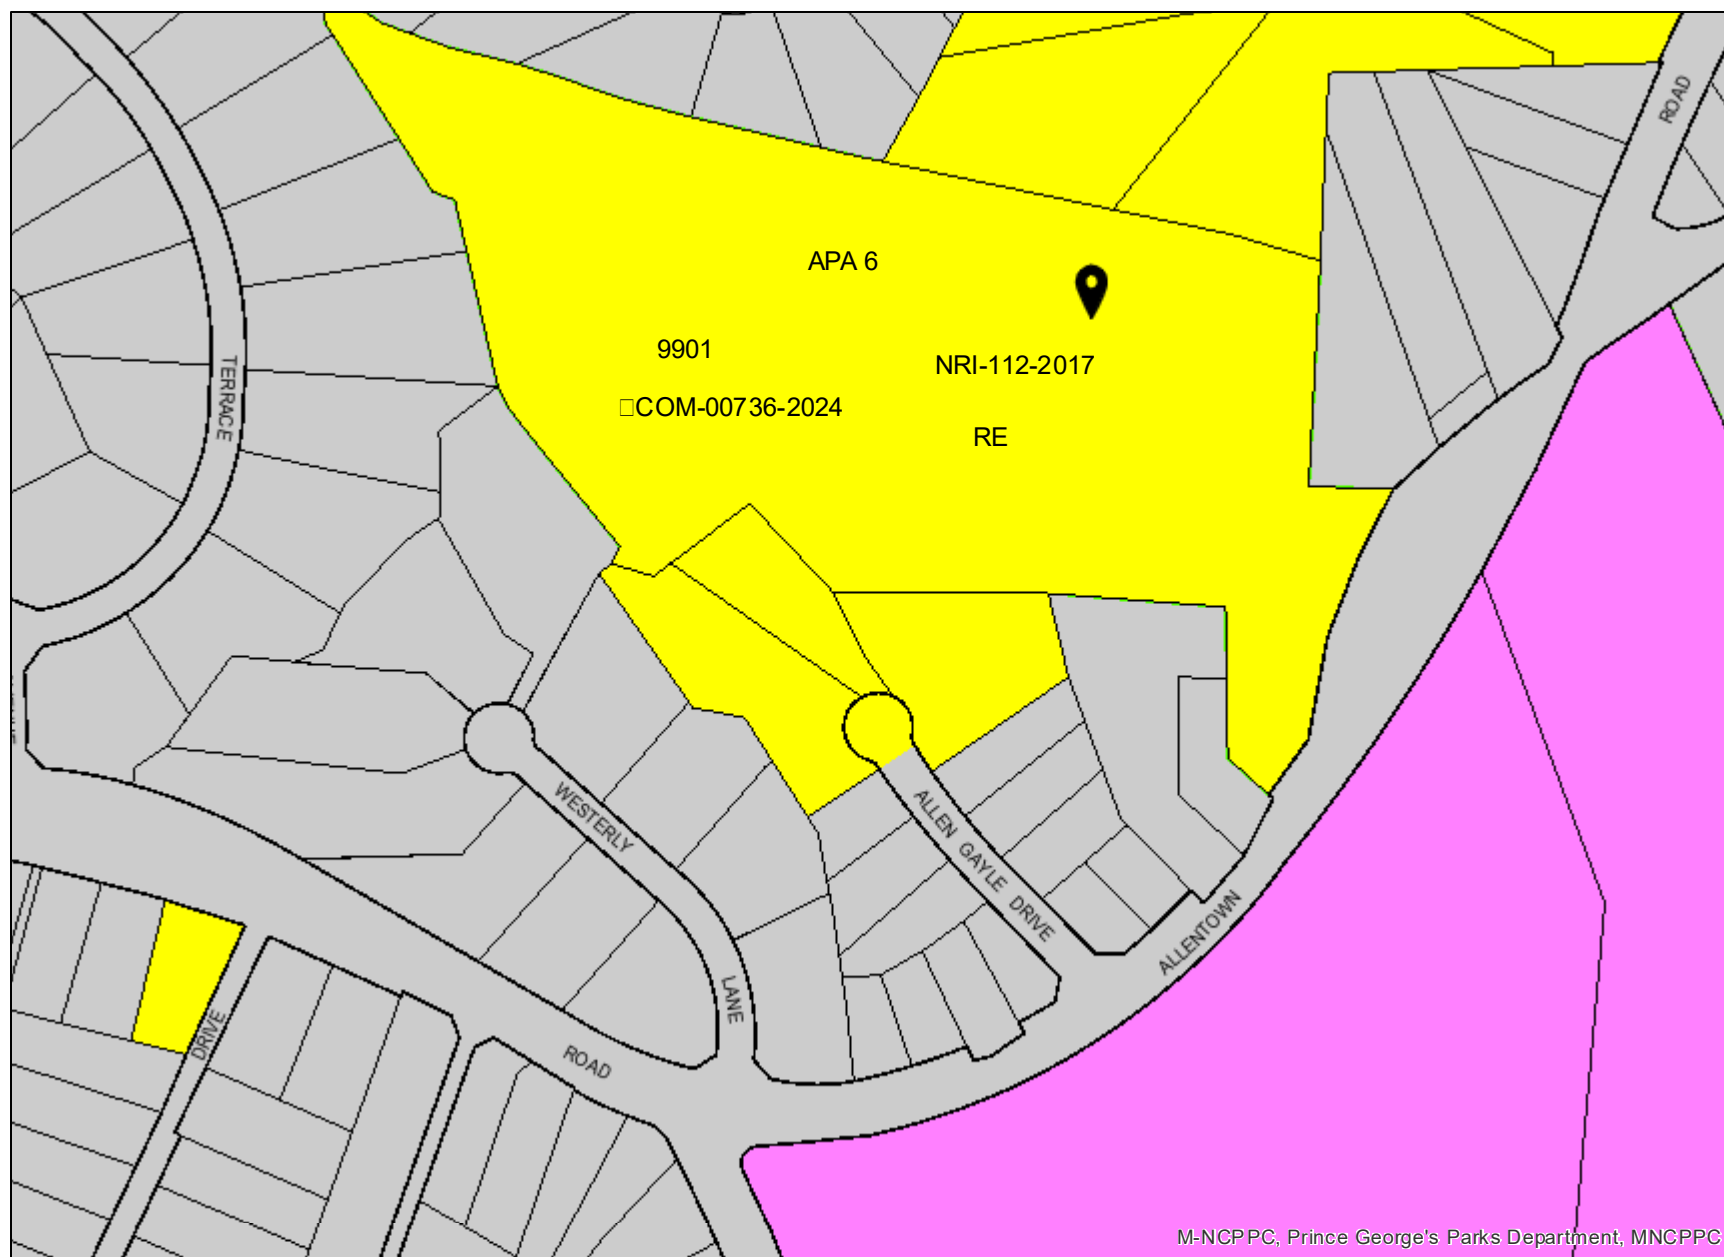 ROAD
APA 6
9901
NRI-112-2017
TERRACE
COM-00736-2024
RE
WESTERLY
ALLEN GAYLE DRIVE
ALLENTOWN
LANE
DRIVE
ROAD
M-NCPPC, Prince George's Parks Department, MNCPPC